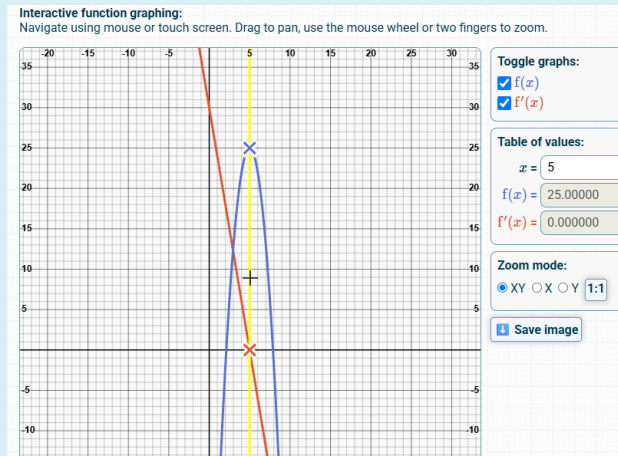 Interactive function graphing:
Navigate using mouse or touch screen. Drag to pan, use the mouse wheel or two fingers to zoom.
-20 -15 -10 -5 5 10 15 20 25 30
35 35
30 30
25 25
20 20
15 15
10 10
5 5
-5 -5
-10 -10
Toggle graphs:
f(x)
f′(x)
Table of values:
x = 5
f(x) = 25.00000
f′(x) = 0.000000
Zoom mode:
XY X Y 1:1
Save image